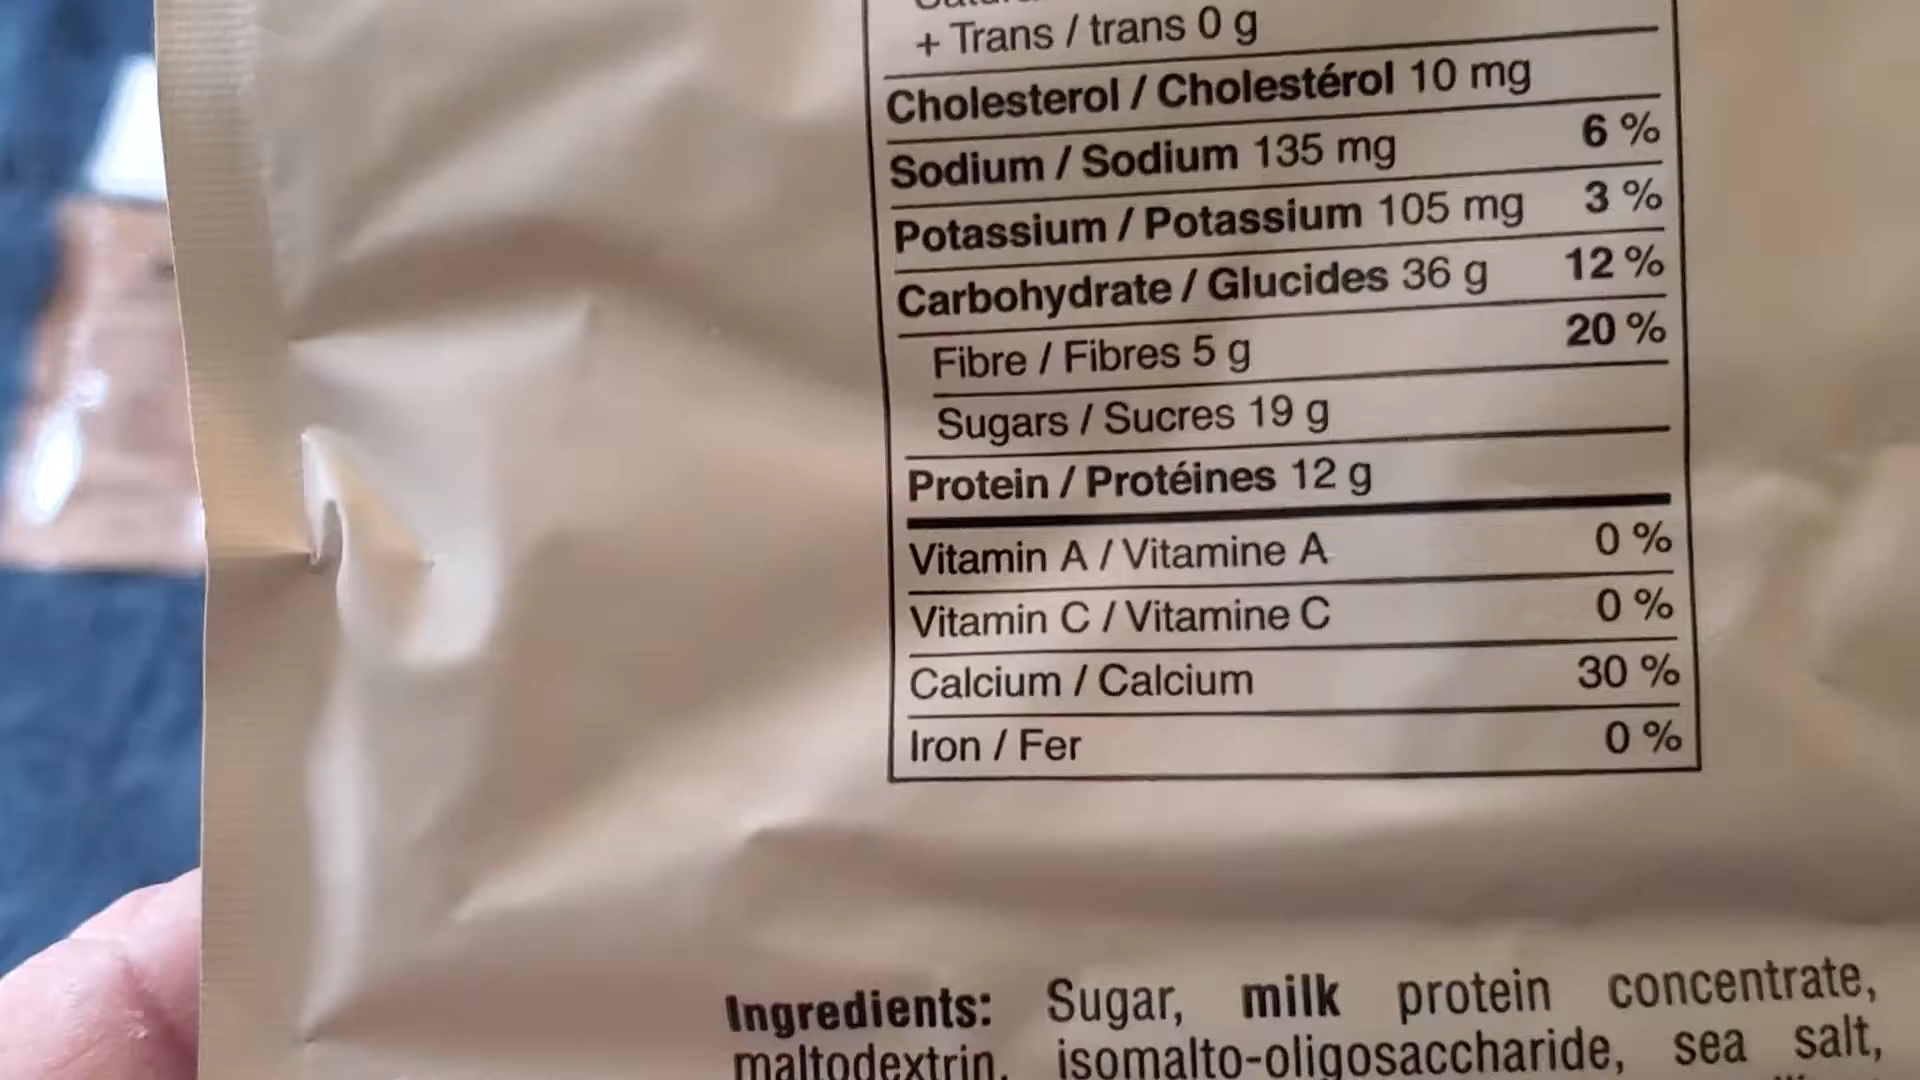 + Trans / trans 0 g
Cholesterol / Cholestérol 10 mg
Sodium / Sodium 135 mg 6 %
Potassium / Potassium 105 mg 3 %
Carbohydrate / Glucides 36 g 12 %
Fibre / Fibres 5 g 20 %
Sugars / Sucres 19 g
Protein / Protéines 12 g
Vitamin A / Vitamine A 0 %
Vitamin C / Vitamine C 0 %
Calcium / Calcium 30 %
Iron / Fer 0 %
Ingredients: Sugar, milk protein concentrate,
maltodextrin, isomalto-oligosaccharide, sea salt,